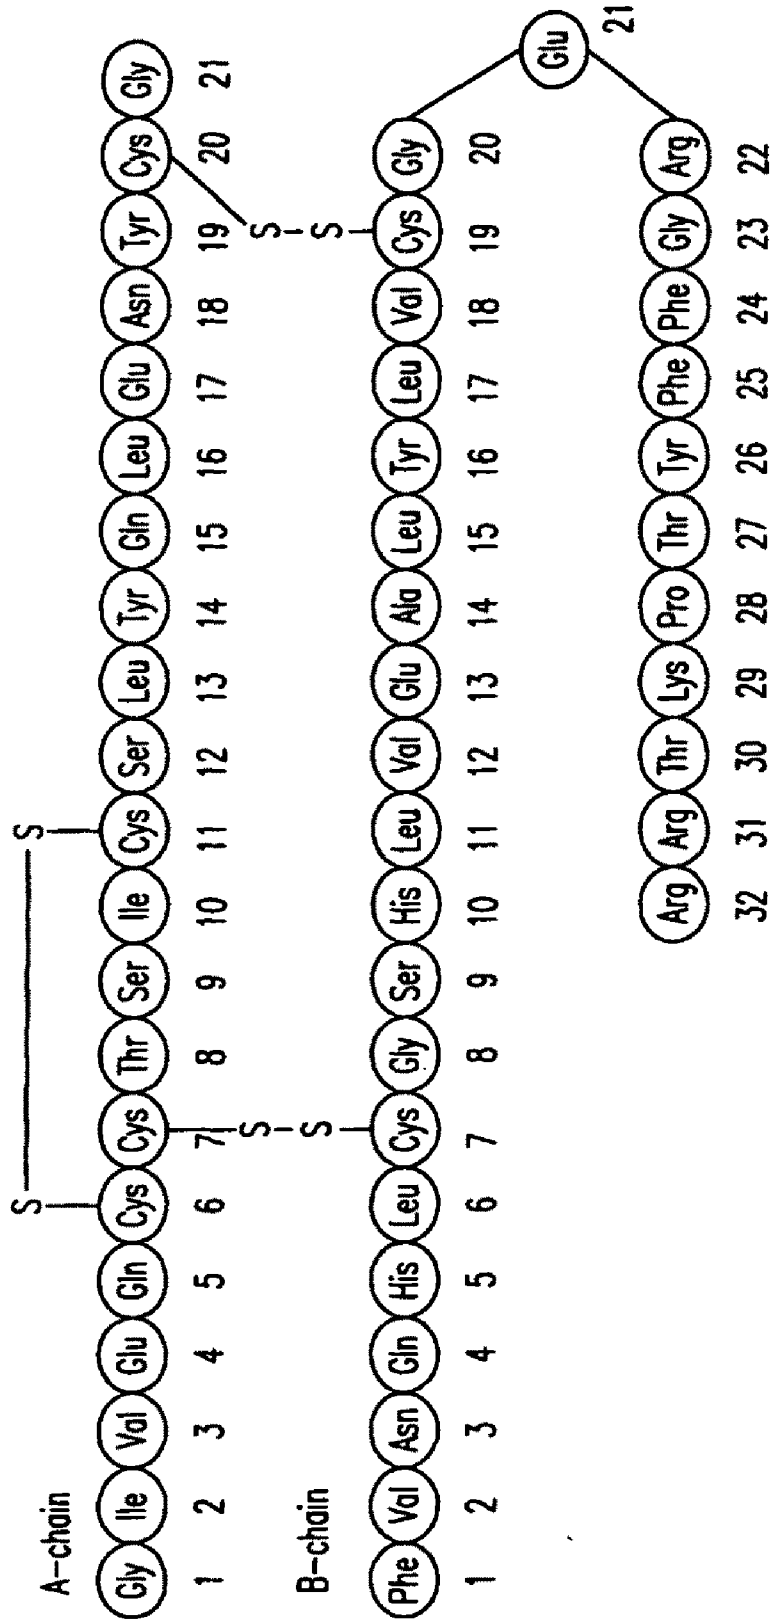 S S
A-chain
Gly Ile Val Glu Gln Cys Cys Thr Ser Ile Cys Ser Leu Tyr Gln Leu Glu Asn Tyr Cys Gly
1 2 3 4 5 6 7 8 9 10 11 12 13 14 15 16 17 18 19 20 21
S S
S S
B-chain
Phe Val Asn Gln His Leu Cys Gly Ser His Leu Val Glu Ala Leu Tyr Leu Val Cys Gly
1 2 3 4 5 6 7 8 9 10 11 12 13 14 15 16 17 18 19 20
Glu
21
Arg Arg Thr Lys Pro Thr Tyr Phe Phe Gly Arg
32 31 30 29 28 27 26 25 24 23 22